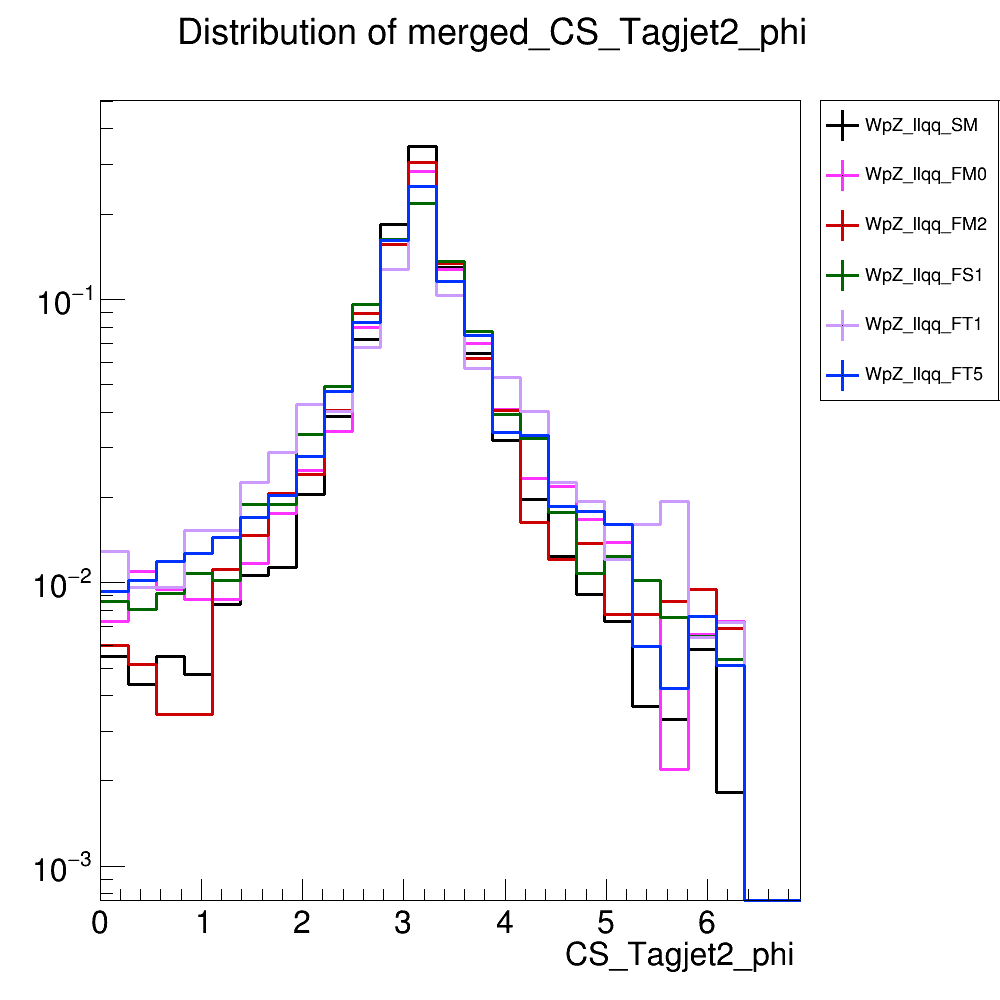 Distribution of merged_CS_Tagjet2_phi
WpZ_llqq_SM
WpZ_llqq_FM0
WpZ_llqq_FM2
WpZ_llqq_FS1
WpZ_llqq_FT1
WpZ_llqq_FT5
10⁻¹
10⁻²
10⁻³
0 1 2 3 4 5 6
CS_Tagjet2_phi